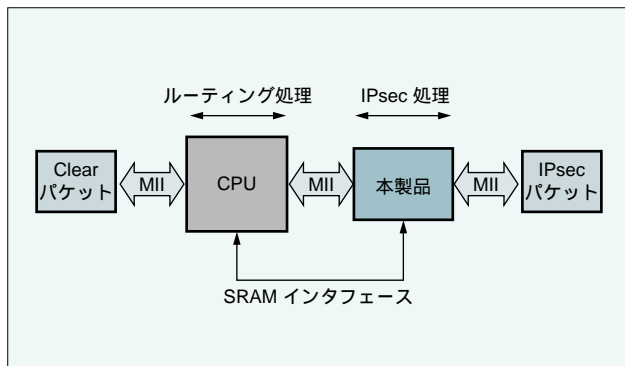 ルーティング処理
IPsec 処理
Clear
パケット
MII
CPU
MII
本製品
MII
IPsec
パケット
SRAM インタフェース